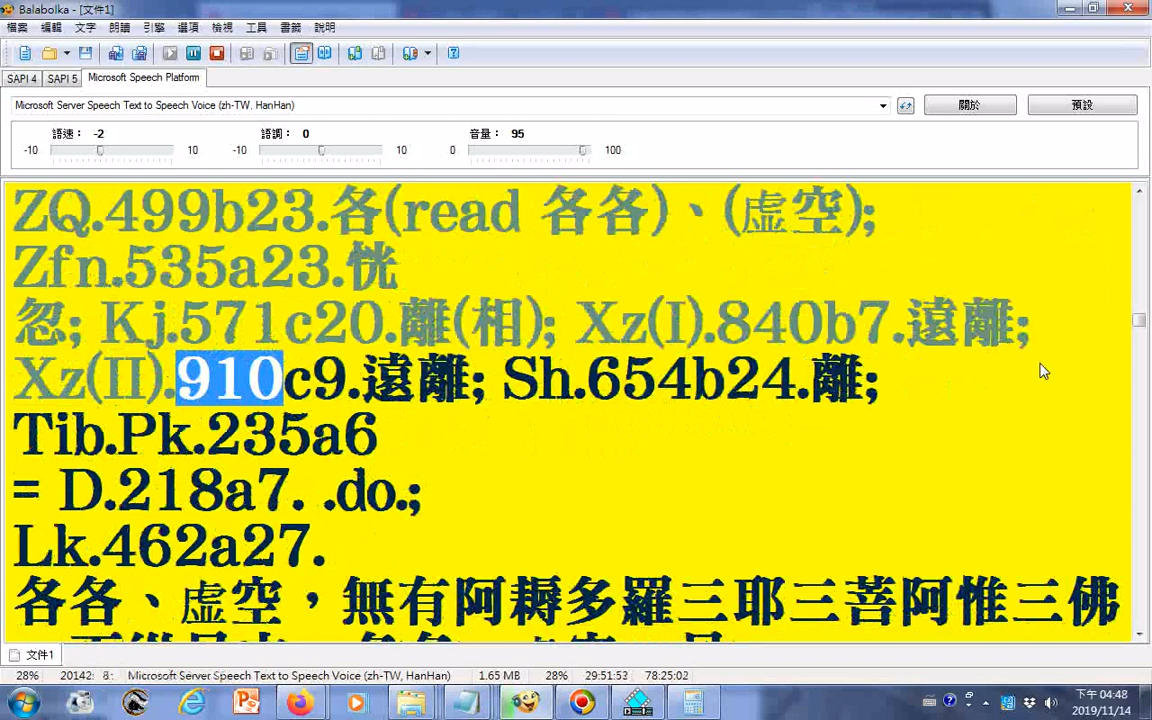 Balabolka - [文件1]
檔案 編輯 文字 朗讀 引擎 選項 檢視 工具 書籤 說明
SAPI 4 SAPI 5 Microsoft Speech Platform
Microsoft Server Speech Text to Speech Voice (zh-TW, HanHan) 關於 預設
語速： -2 語調： 0 音量： 95
-10 10 -10 10 0 100
ZQ.499b23.各(read 各各)、(虛空);
Zfn.535a23.恍
忽; Kj.571c20.離(相); Xz(I).840b7.遠離;
Xz(II).910c9.遠離; Sh.654b24.離;
Tib.Pk.235a6
= D.218a7. .do.;
Lk.462a27.
各各、虛空，無有阿耨多羅三耶三菩阿惟三佛
文件1
28% 20142: 8: Microsoft Server Speech Text to Speech Voice (zh-TW, HanHan) 1.65 MB 28% 29:51:53 78:25:02
下午 04:48
2019/11/14